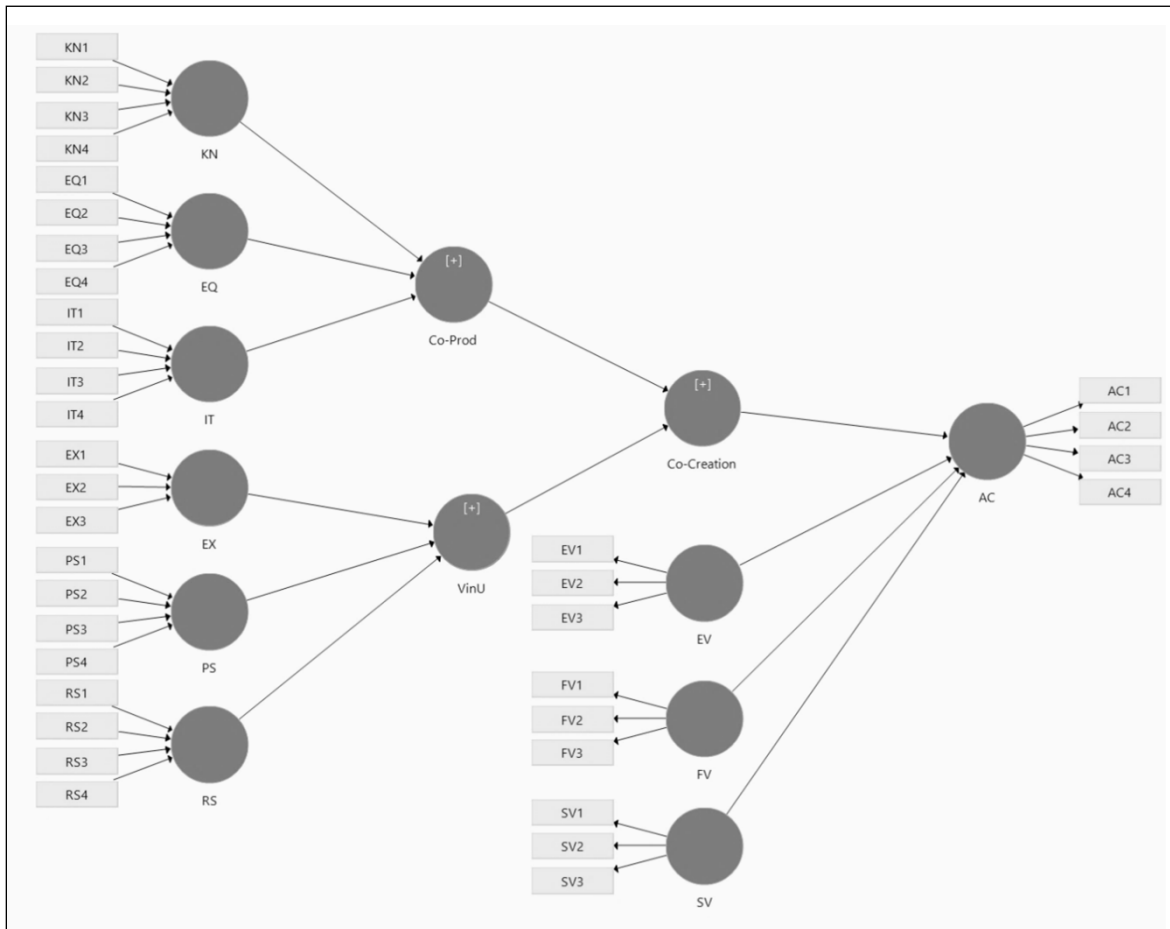 KN1
KN2
KN3
KN4
KN
EQ1
EQ2
EQ3
EQ4
EQ
IT1
IT2
IT3
IT4
IT
EX1
EX2
EX3
EX
PS1
PS2
PS3
PS4
PS
RS1
RS2
RS3
RS4
RS
[+]
Co-Prod
[+]
VinU
[+]
Co-Creation
EV1
EV2
EV3
EV
FV1
FV2
FV3
FV
SV1
SV2
SV3
SV
AC
AC1
AC2
AC3
AC4